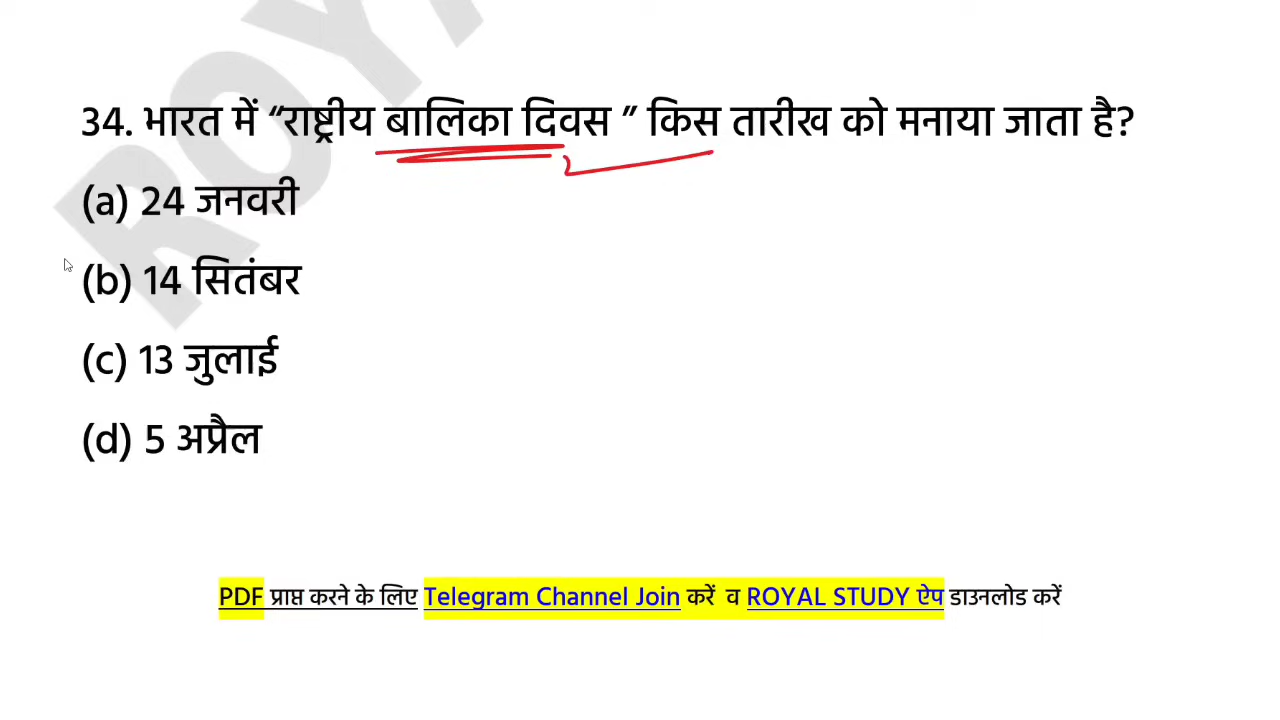 34. भारत में “राष्ट्रीय बालिका दिवस ” किस तारीख को मनाया जाता है?
(a) 24 जनवरी
(b) 14 सितंबर
(c) 13 जुलाई
(d) 5 अप्रैल
PDF प्राप्त करने के लिए Telegram Channel Join करें व ROYAL STUDY ऐप डाउनलोड करें